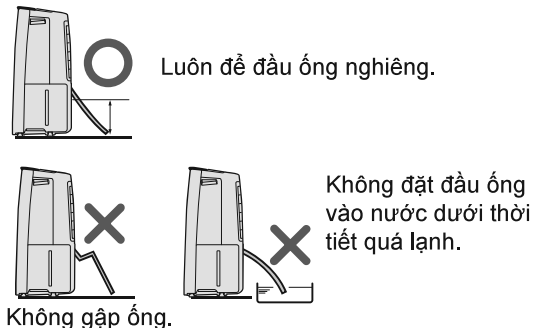 Luôn để đầu ống nghiêng.
Không đặt đầu ống
vào nước dưới thời
tiết quá lạnh.
Không gập ống.